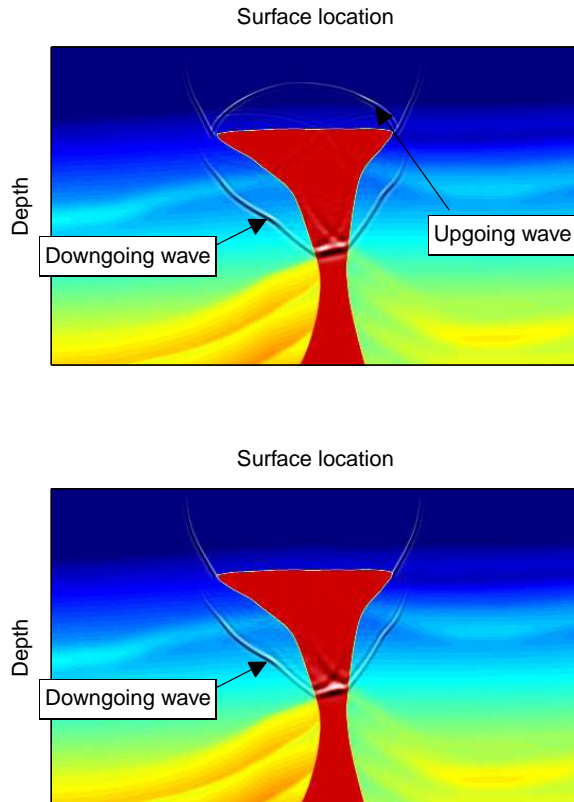 Surface location
Depth
Downgoing wave
Upgoing wave
Surface location
Depth
Downgoing wave